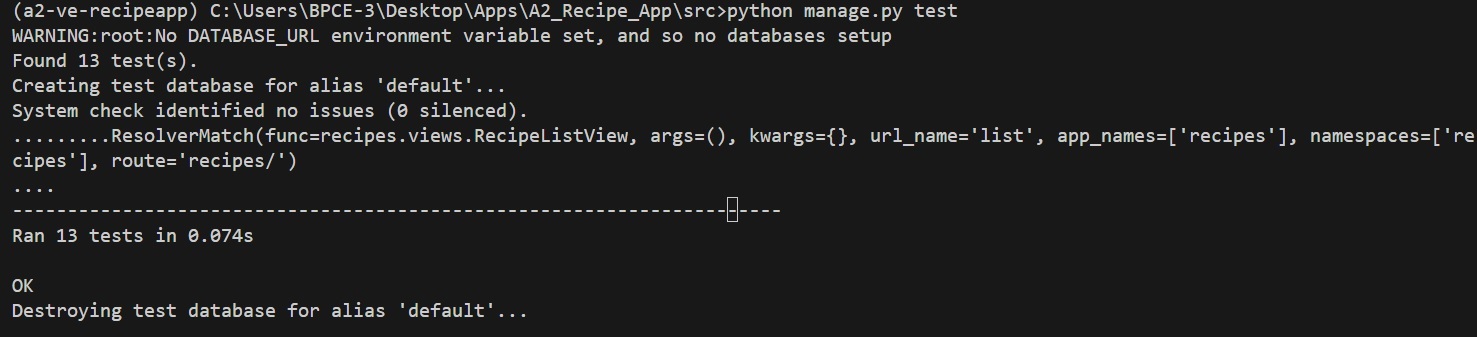 (a2-ve-recipeapp) C:\Users\BPCE-3\Desktop\Apps\A2_Recipe_App\src>python manage.py test
WARNING:root:No DATABASE_URL environment variable set, and so no databases setup
Found 13 test(s).
Creating test database for alias 'default'...
System check identified no issues (0 silenced).
.........ResolverMatch(func=recipes.views.RecipeListView, args=(), kwargs={}, url_name='list', app_names=['recipes'], namespaces=['re
cipes'], route='recipes/')
....
----------------------------------------------------------------------
Ran 13 tests in 0.074s

OK
Destroying test database for alias 'default'...